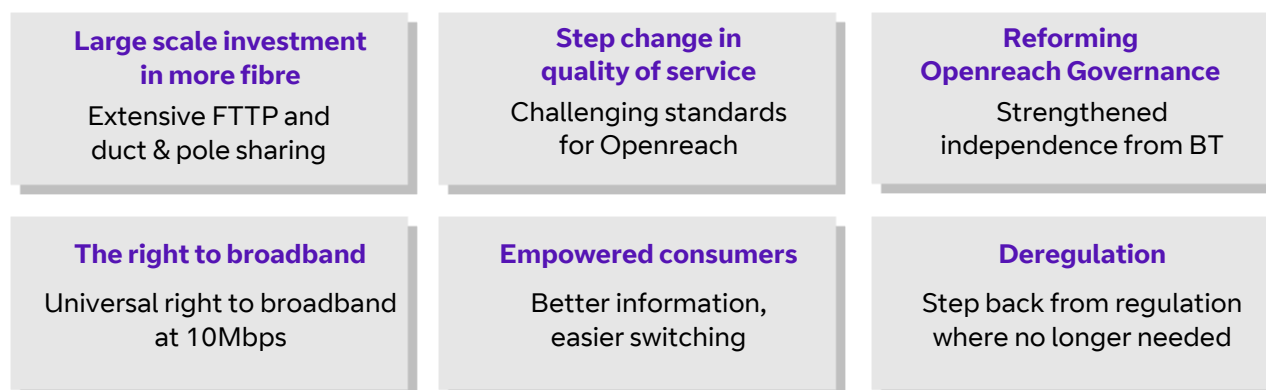 Large scale investment
in more fibre
Extensive FTTP and
duct & pole sharing
Step change in
quality of service
Challenging standards
for Openreach
Reforming
Openreach Governance
Strengthened
independence from BT
The right to broadband
Universal right to broadband
at 10Mbps
Empowered consumers
Better information,
easier switching
Deregulation
Step back from regulation
where no longer needed